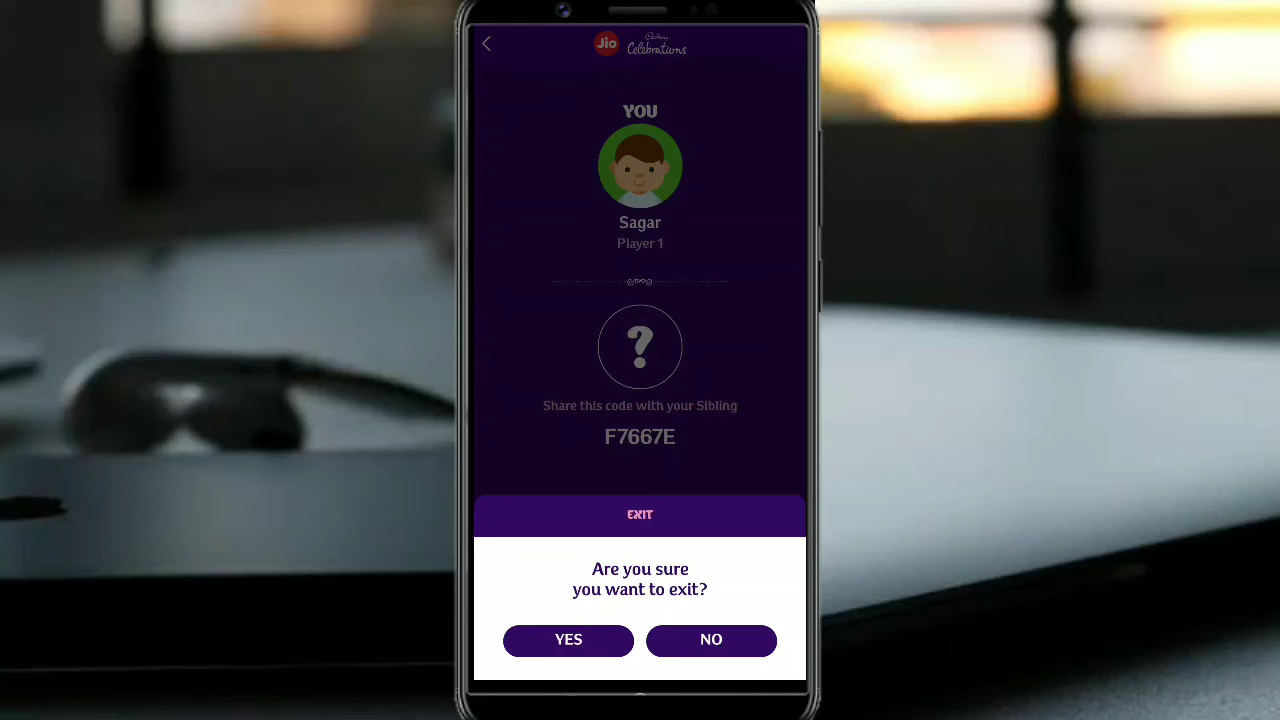 Jio Cadbury Celebrations
YOU
Sagar
Player 1
?
Share this code with your Sibling
F7667E
EXIT
Are you sure
you want to exit?
YES NO